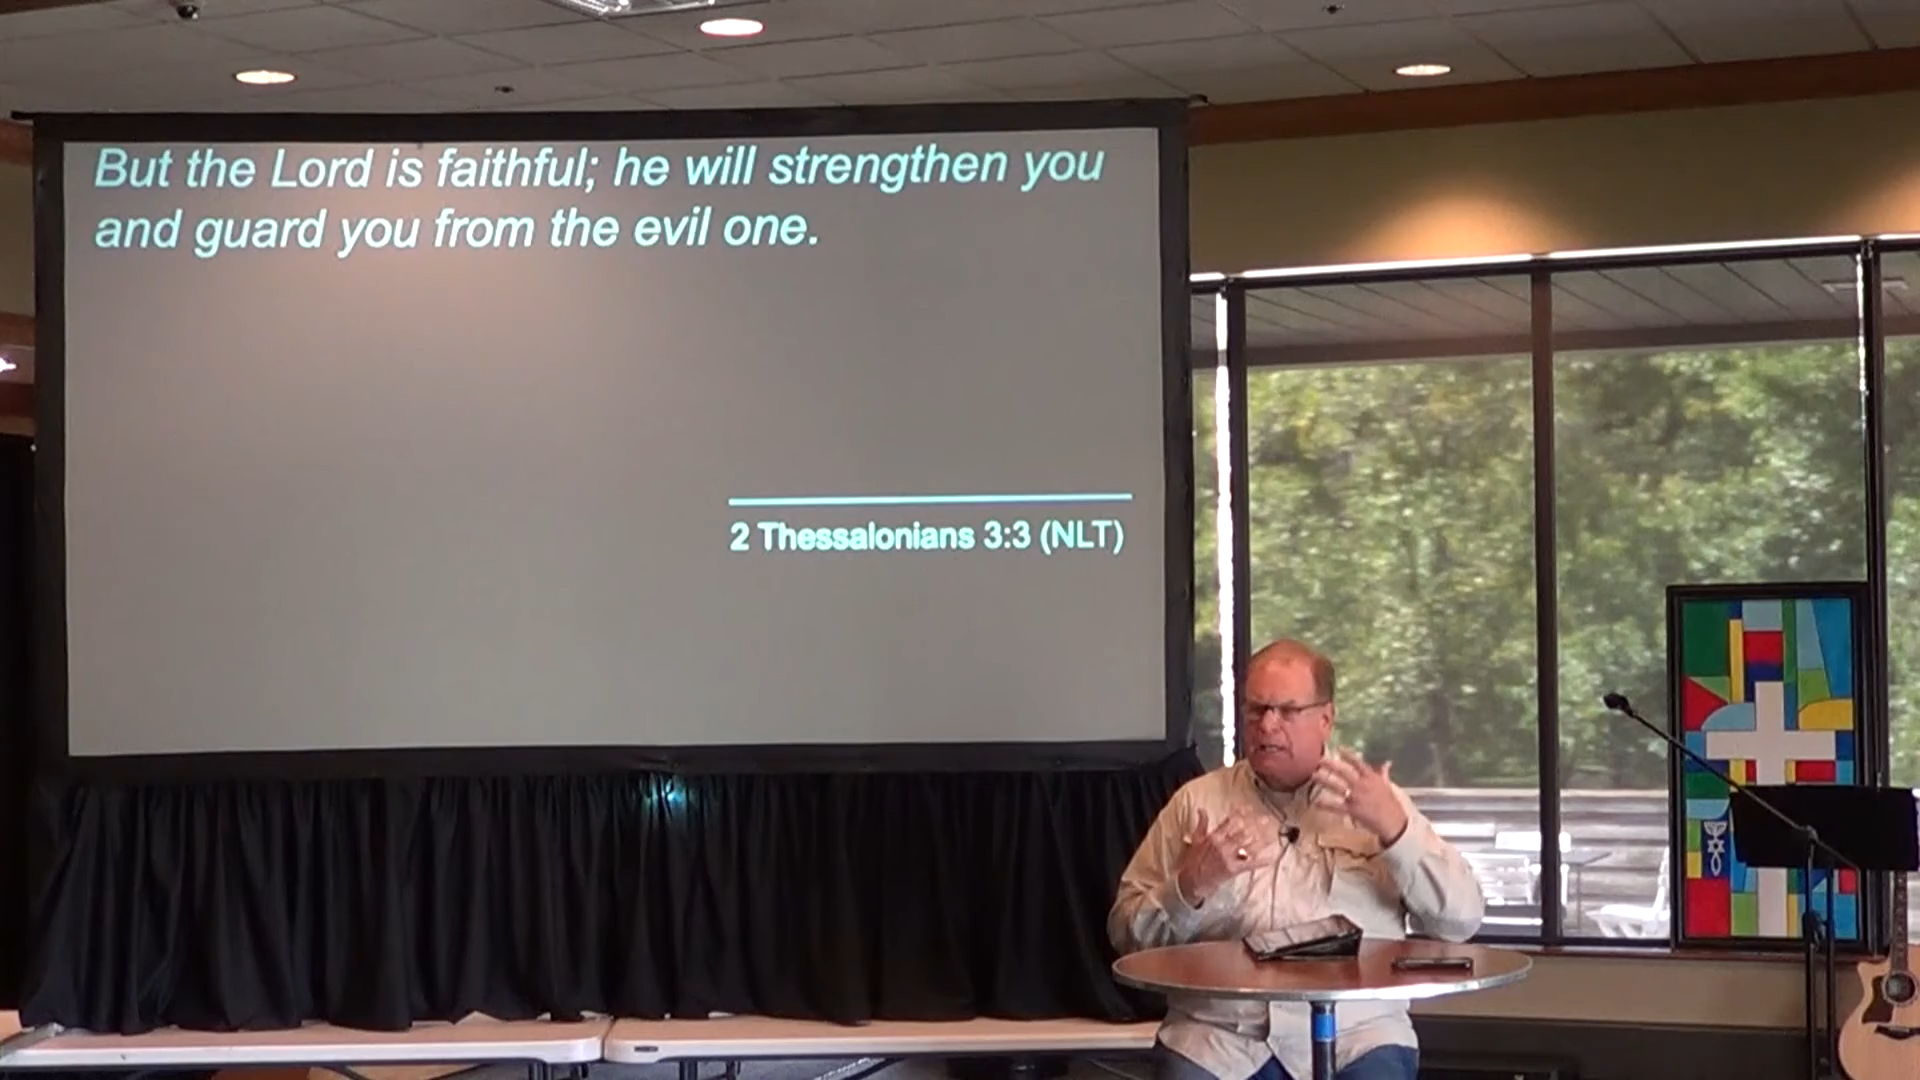 But the Lord is faithful; he will strengthen you
and guard you from the evil one.
2 Thessalonians 3:3 (NLT)